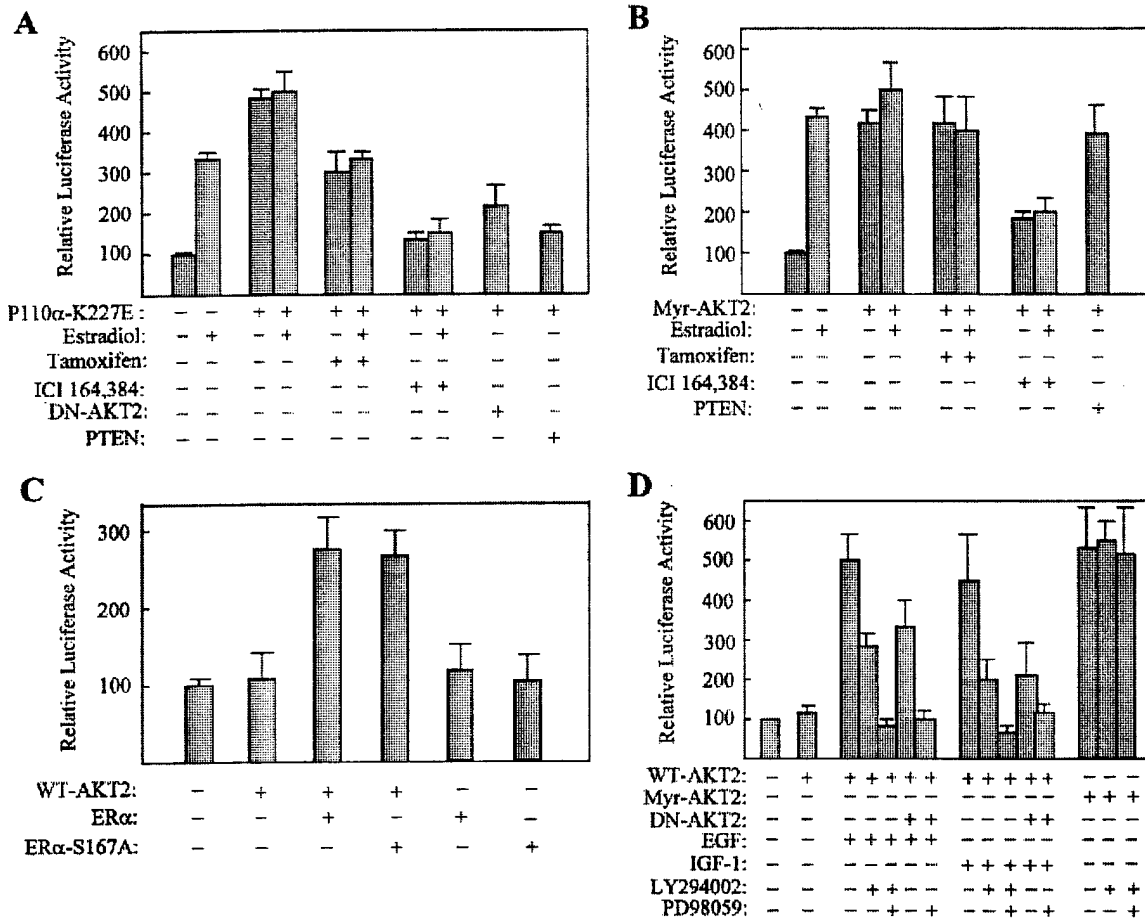 A
Relative Luciferase Activity
600
500
400
300
200
100
P110α-K227E : – – + + + + + + + +
Estradiol: – + – + – + – + – –
Tamoxifen: – – – – + + – – – –
ICI 164,384: – – – – – – + + – –
DN-AKT2: – – – – – – – – + –
PTEN: – – – – – – – – – +
B
Relative Luciferase Activity
600
500
400
300
200
100
Myr-AKT2: – – + + + + + + +
Estradiol: – + – + – + – + –
Tamoxifen: – – – – + + – – –
ICI 164,384: – – – – – – + + –
PTEN: – – – – – – – – +
C
Relative Luciferase Activity
300
200
100
WT-AKT2: – + + + – –
ERα: – – + – + –
ERα-S167A: – – – + – +
D
Relative Luciferase Activity
600
500
400
300
200
100
WT-AKT2: – + + + + + + + + + + + – – –
Myr-AKT2: – – – – – – – – – – – – + + +
DN-AKT2: – – – – – + + – – – + + – – –
EGF: – – + + + + + – – – – – – – –
IGF-1: – – – – – – – + + + + + – – –
LY294002: – – – + + – – – + + – – – + –
PD98059: – – – – + – + – – + – + – – +